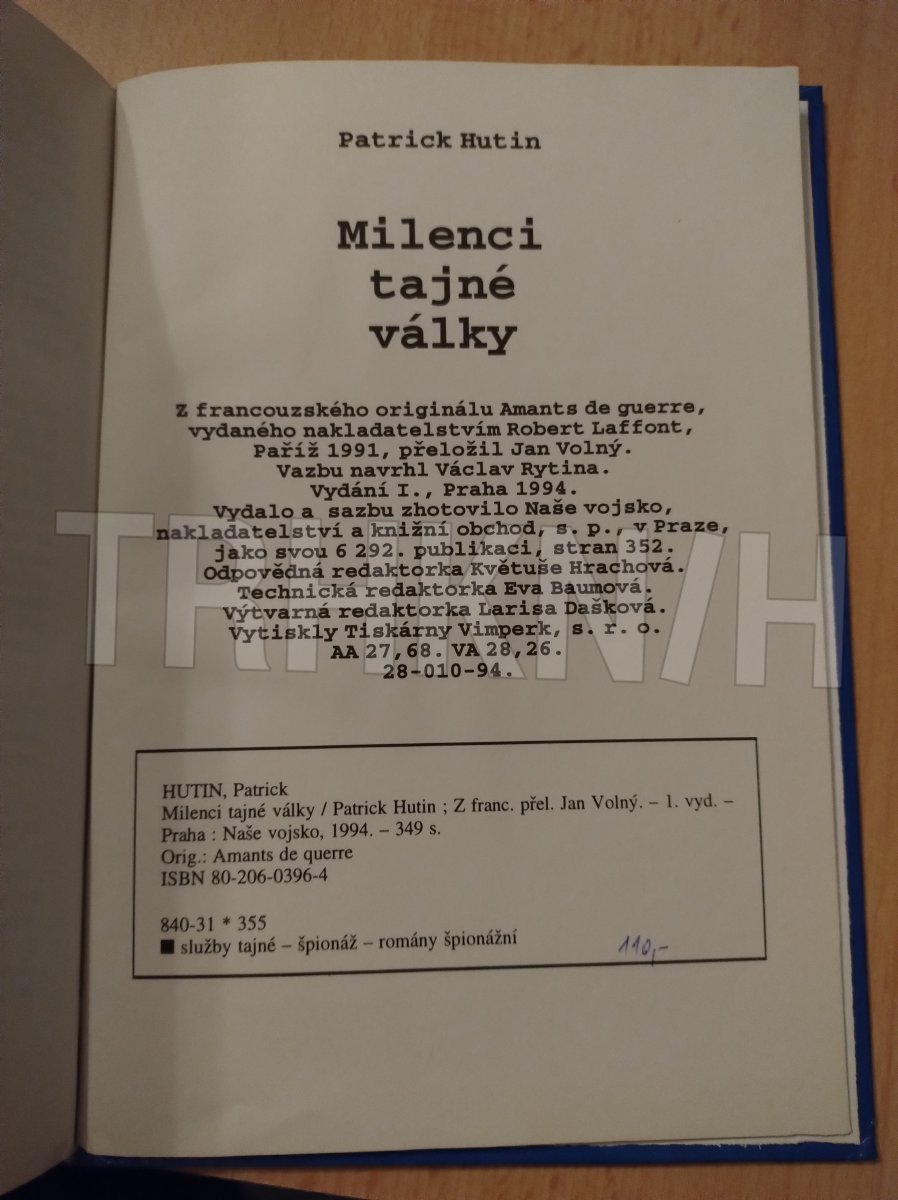 Patrick Hutin
Milenci
tajné
války
Z francouzského originálu Amants de guerre,
vydaného nakladatelstvím Robert Laffont,
Paříž 1991, přeložil Jan Volný.
Vazbu navrhl Václav Rytina.
Vydání I., Praha 1994.
Vydalo a sazbu zhotovilo Naše vojsko,
nakladatelství a knižní obchod, s. p., v Praze,
jako svou 6 292. publikaci, stran 352.
Odpovědná redaktorka Květuše Hrachová.
Technická redaktorka Eva Baumová.
Výtvarná redaktorka Larisa Dašková.
Vytiskly Tiskárny Vimperk, s. r. o.
AA 27,68. VA 28,26.
28-010-94.
HUTIN, Patrick
Milenci tajné války / Patrick Hutin ; Z franc. přel. Jan Volný. – 1. vyd. –
Praha : Naše vojsko, 1994. – 349 s.
Orig.: Amants de querre
ISBN 80-206-0396-4
840-31 * 355
■ služby tajné – špionáž – romány špionážní
110,-